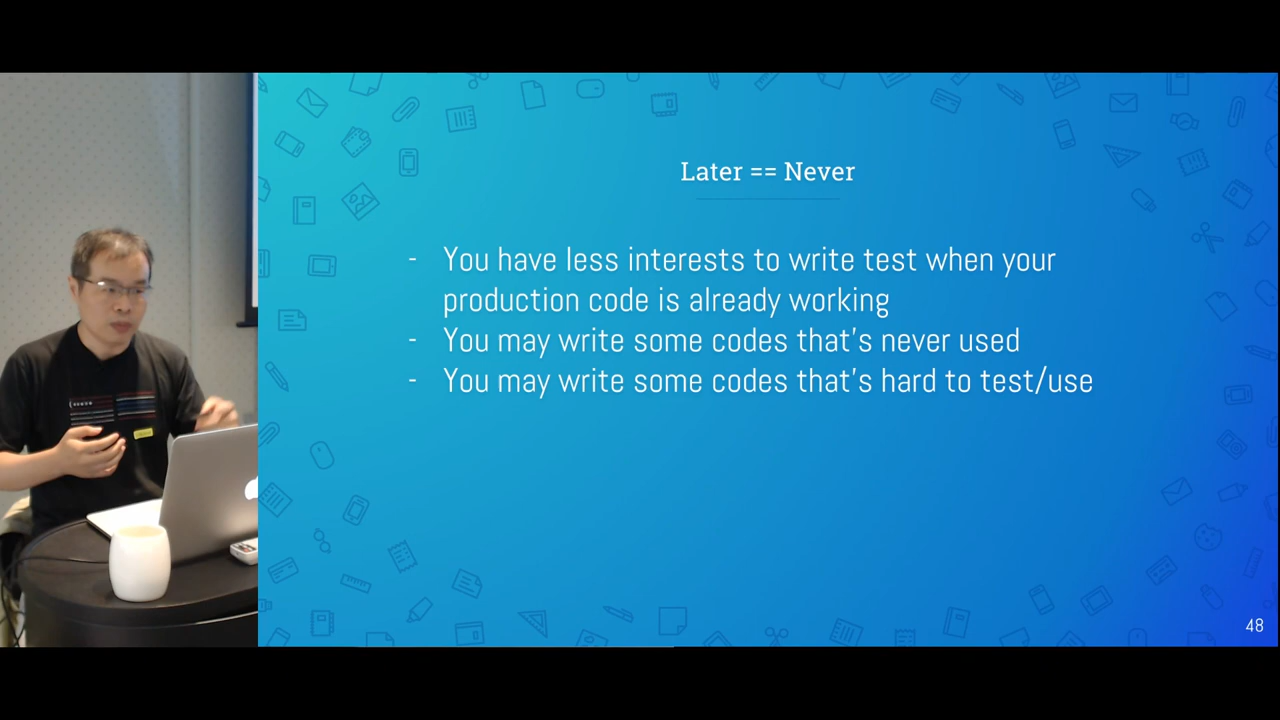 Later == Never
- You have less interests to write test when your
production code is already working
- You may write some codes that's never used
- You may write some codes that's hard to test/use
48